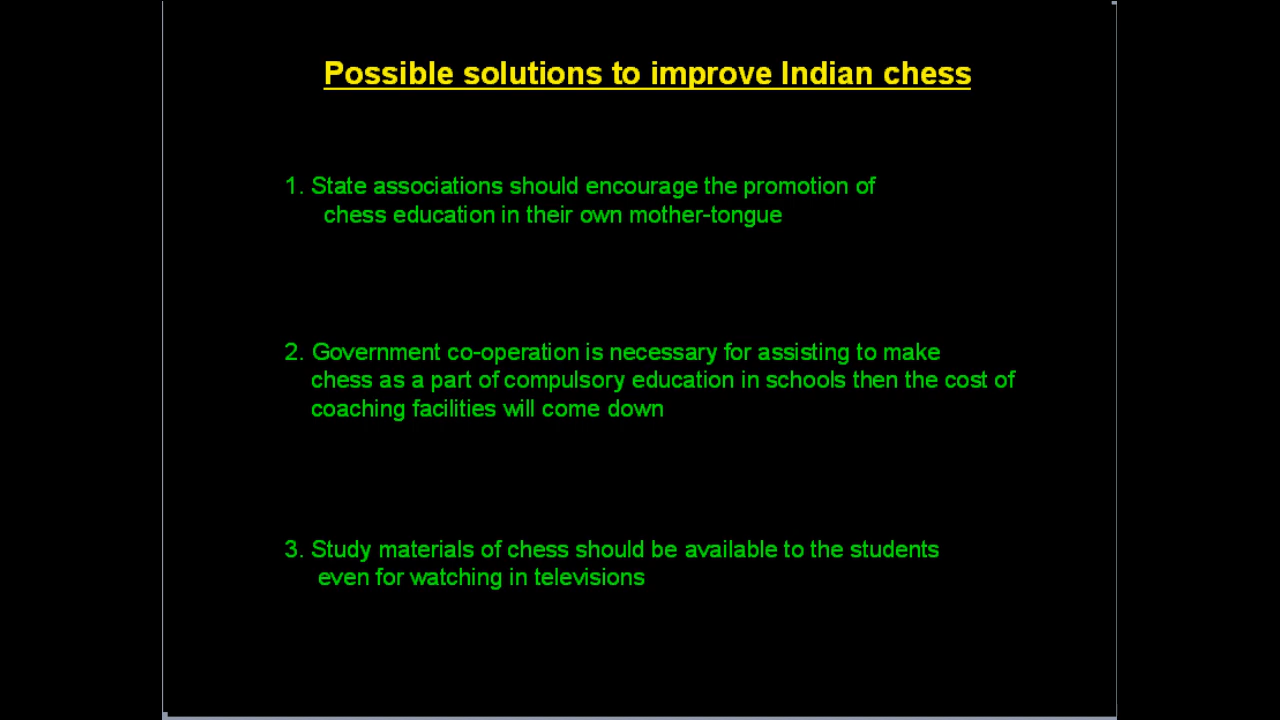 Possible solutions to improve Indian chess
1. State associations should encourage the promotion of
chess education in their own mother-tongue
2. Government co-operation is necessary for assisting to make
chess as a part of compulsory education in schools then the cost of
coaching facilities will come down
3. Study materials of chess should be available to the students
even for watching in televisions